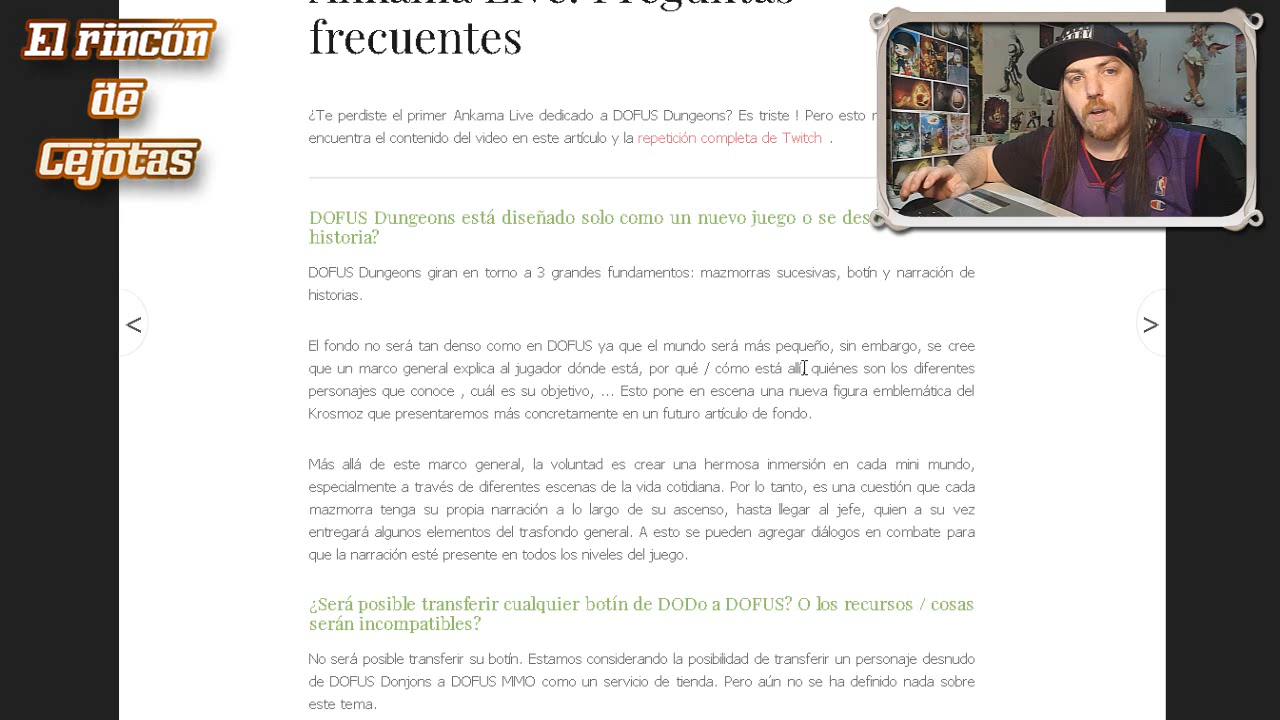 El rincón
de
Cejotas
Ankama Live: Preguntas
frecuentes
¿Te perdiste el primer Ankama Live dedicado a DOFUS Dungeons? Es triste ! Pero esto
encuentra el contenido del video en este artículo y la repetición completa de Twitch .
DOFUS Dungeons está diseñado solo como un nuevo juego o se
historia?
DOFUS Dungeons giran en torno a 3 grandes fundamentos: mazmorras sucesivas, botín y narración de
historias.
El fondo no será tan denso como en DOFUS ya que el mundo será más pequeño, sin embargo, se cree
que un marco general explica al jugador dónde está, por qué / cómo está allí, quiénes son los diferentes
personajes que conoce , cuál es su objetivo, ... Esto pone en escena una nueva figura emblemática del
Krosmoz que presentaremos más concretamente en un futuro artículo de fondo.
Más allá de este marco general, la voluntad es crear una hermosa inmersión en cada mini mundo,
especialmente a través de diferentes escenas de la vida cotidiana. Por lo tanto, es una cuestión que cada
mazmorra tenga su propia narración a lo largo de su ascenso, hasta llegar al jefe, quien a su vez
entregará algunos elementos del trasfondo general. A esto se pueden agregar diálogos en combate para
que la narración esté presente en todos los niveles del juego.
¿Será posible transferir cualquier botín de DODo a DOFUS? O los recursos / cosas
serán incompatibles?
No será posible transferir su botín. Estamos considerando la posibilidad de transferir un personaje desnudo
de DOFUS Donjons a DOFUS MMO como un servicio de tienda. Pero aún no se ha definido nada sobre
este tema.